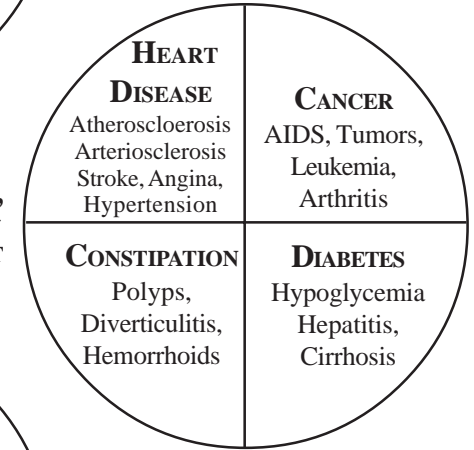 HEART
DISEASE
Atheroscloerosis
Arteriosclerosis
Stroke, Angina,
Hypertension
CANCER
AIDS, Tumors,
Leukemia,
Arthritis
CONSTIPATION
Polyps,
Diverticulitis,
Hemorrhoids
DIABETES
Hypoglycemia
Hepatitis,
Cirrhosis